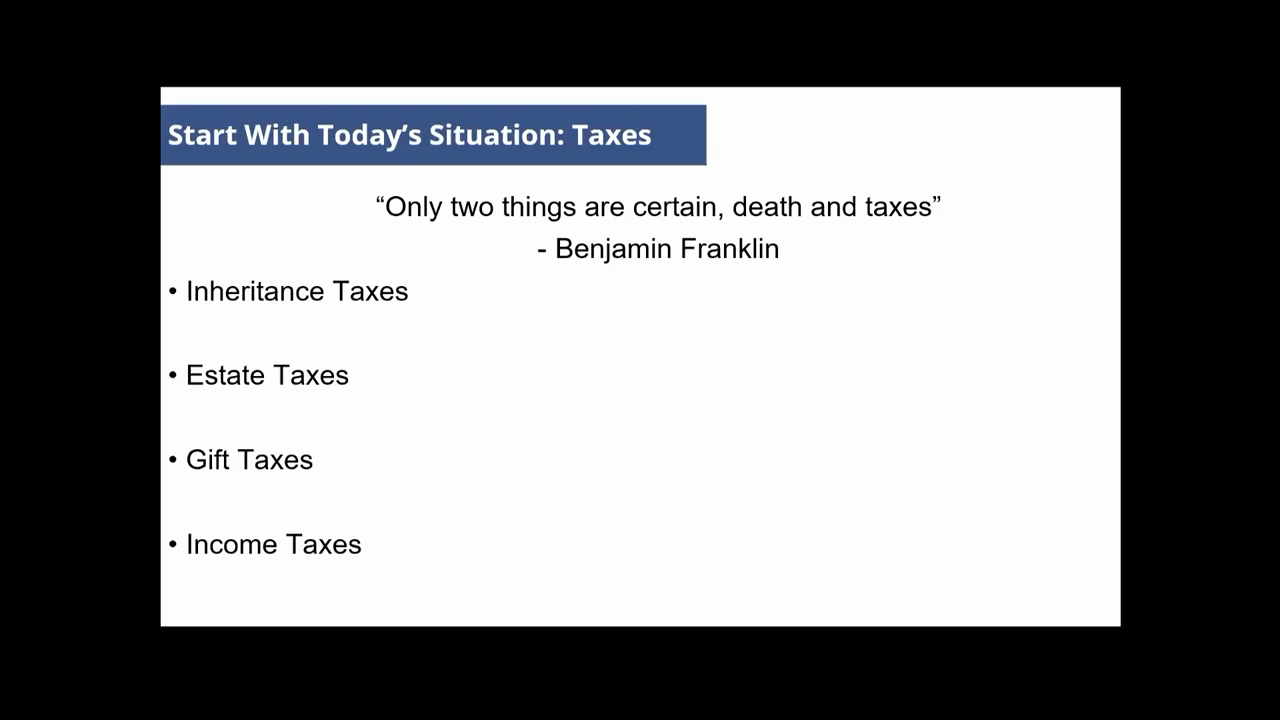 Start With Today’s Situation: Taxes
“Only two things are certain, death and taxes”
- Benjamin Franklin
• Inheritance Taxes
• Estate Taxes
• Gift Taxes
• Income Taxes